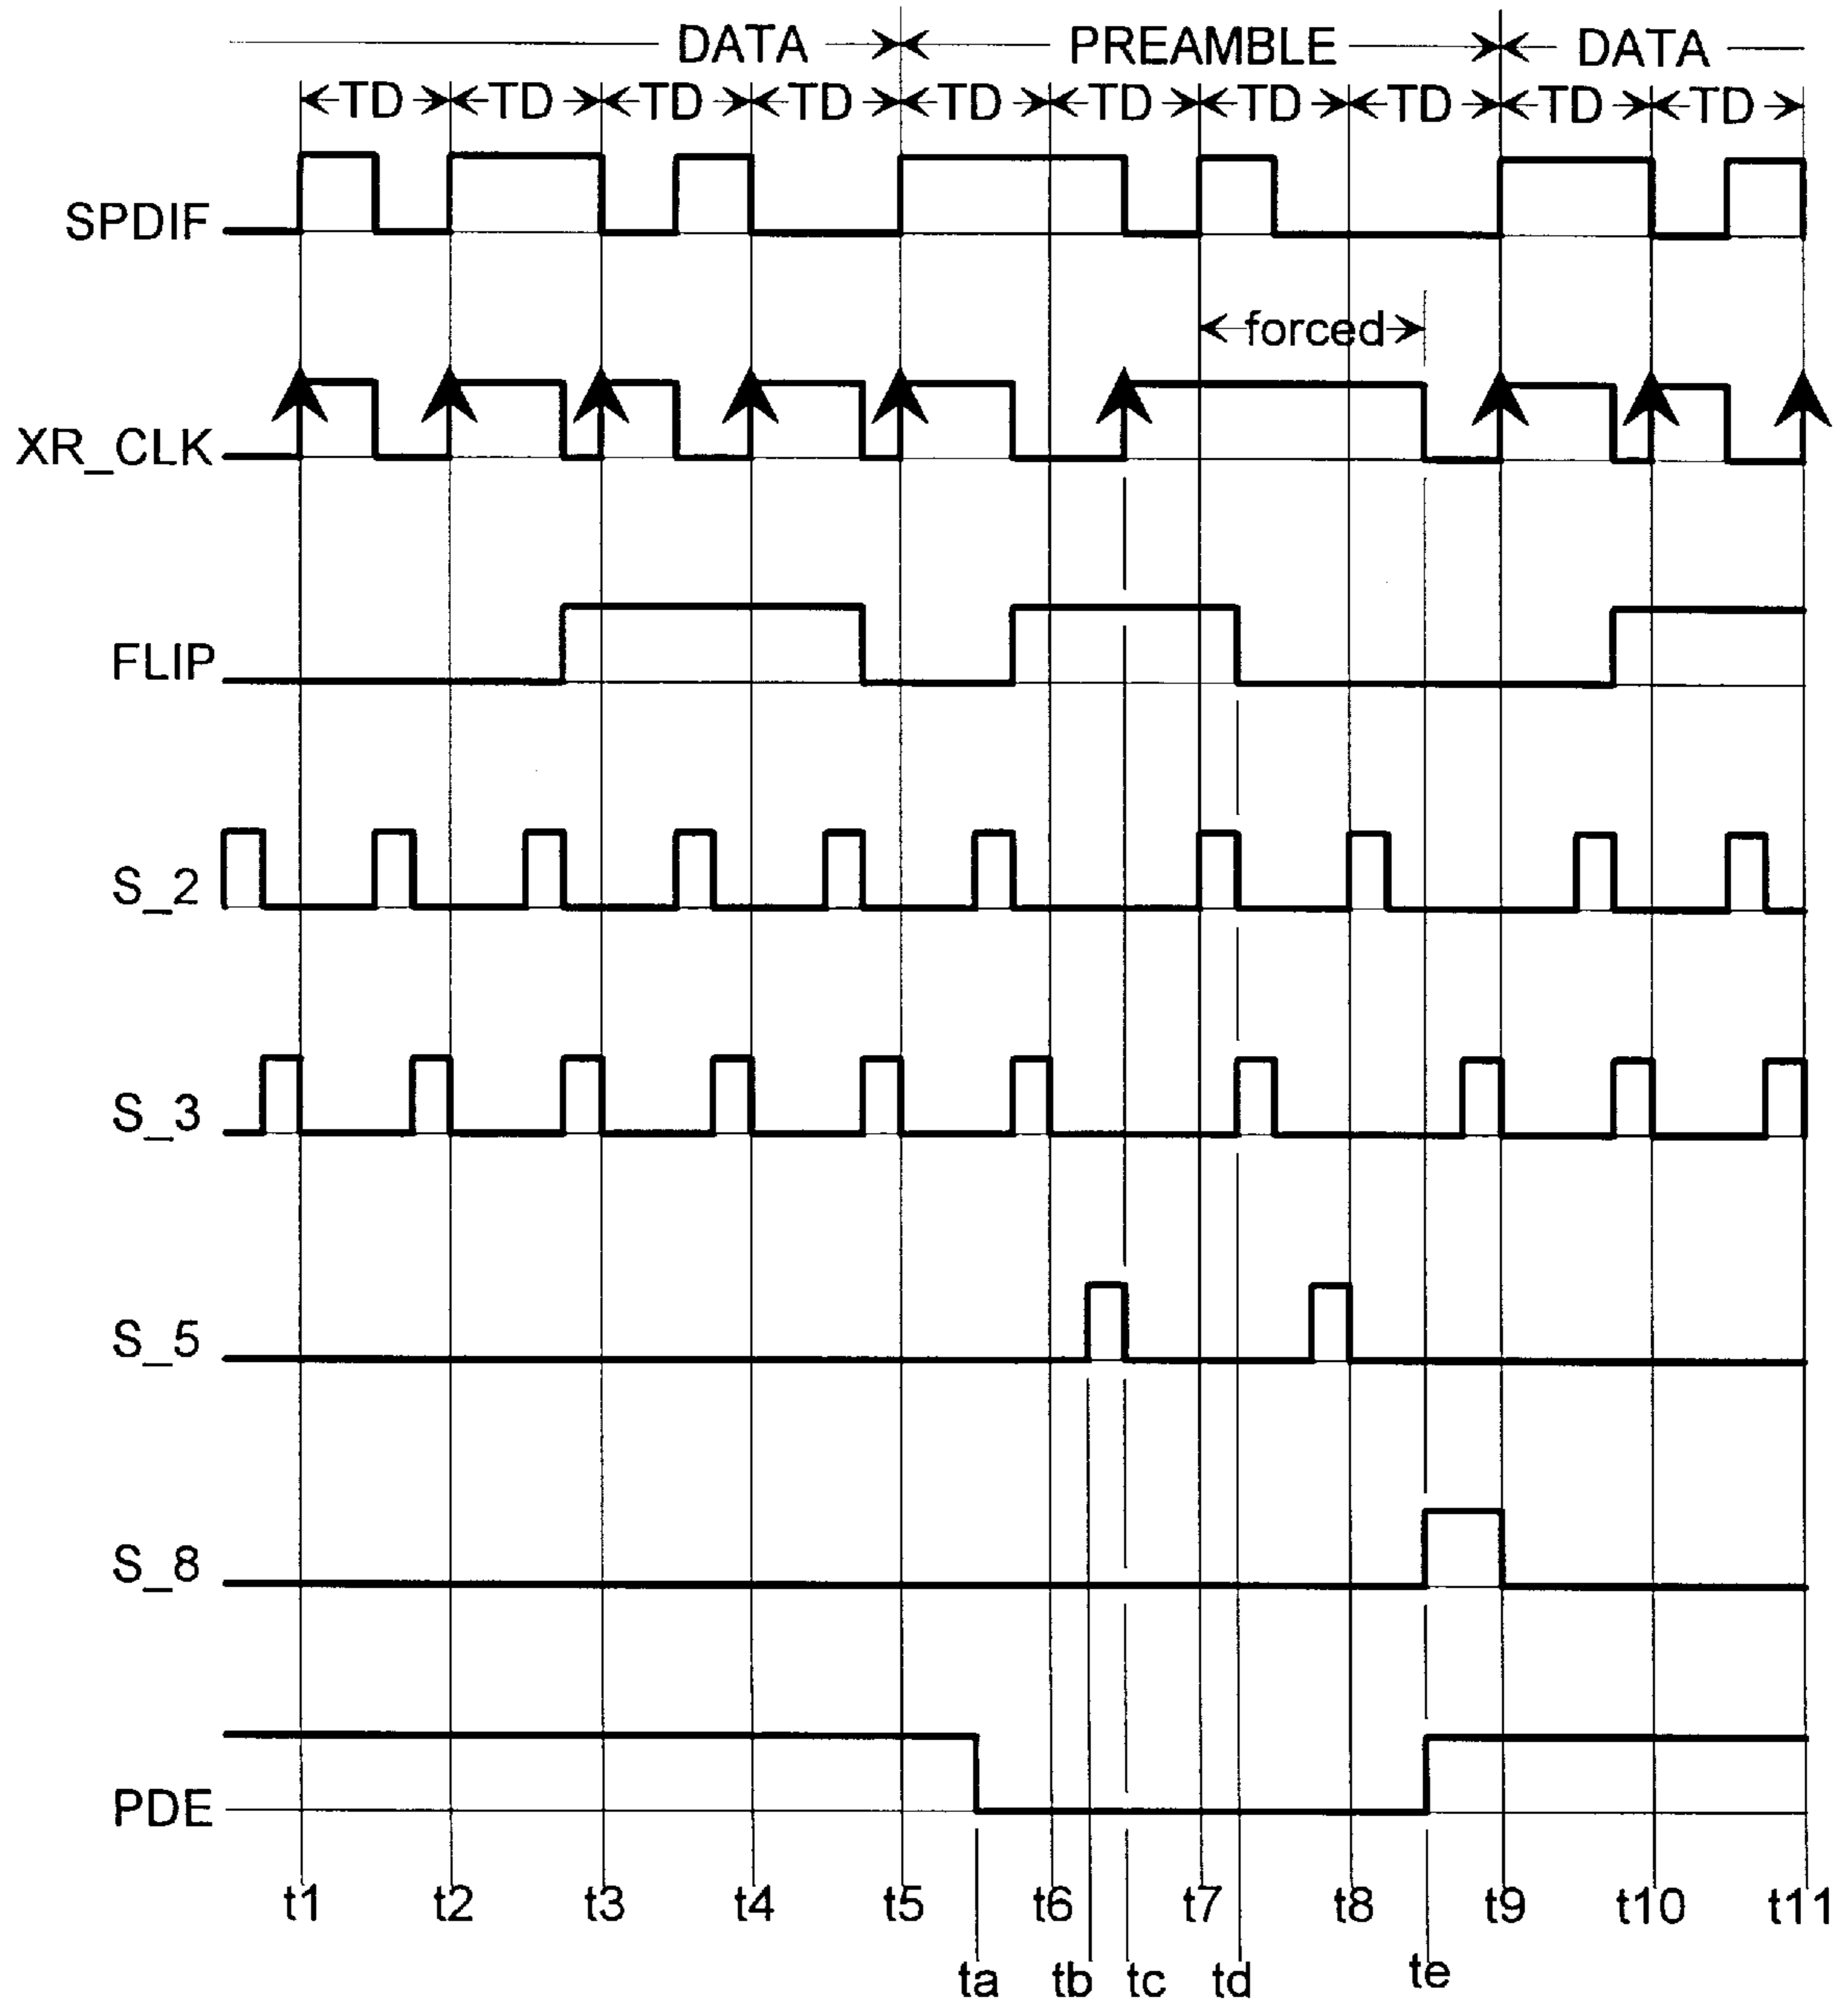 DATA PREAMBLE DATA
TD TD TD TD TD TD TD TD TD TD
SPDIF
forced
XR_CLK
FLIP
S_2
S_3
S_5
S_8
PDE
t1 t2 t3 t4 t5 t6 t7 t8 t9 t10 t11
ta tb tc td te